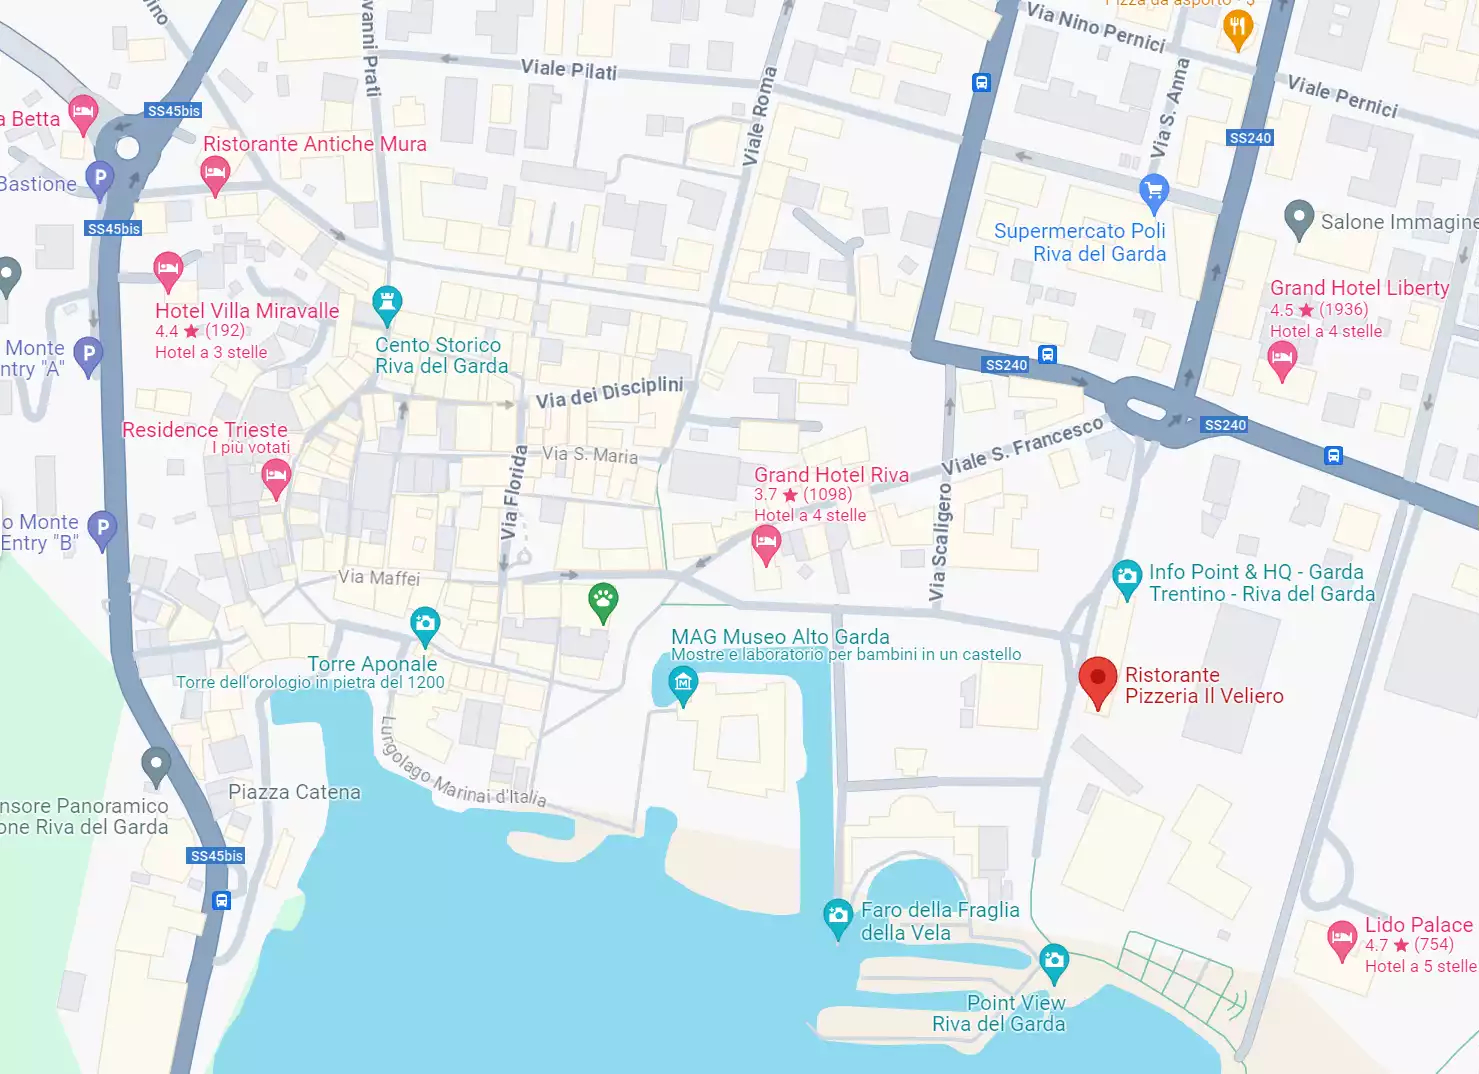 Pizza da asporto · $
Via Nino Pernici
ovanni Prati
Viale Pilati
Viale Roma
Via S. Anna
Viale Pernici
SS45bis
SS240
a Betta
Ristorante Antiche Mura
Bastione
P
SS45bis
Supermercato Poli
Riva del Garda
Salone Immagine
Hotel Villa Miravalle
4.4 ★ (192)
Hotel a 3 stelle
Grand Hotel Liberty
4.5 ★ (1936)
Hotel a 4 stelle
Monte
ntry "A"
P
Cento Storico
Riva del Garda
SS240
Via dei Disciplini
SS240
Residence Trieste
I più votati
Via S. Maria
Viale S. Francesco
Via Florida
Grand Hotel Riva
3.7 ★ (1098)
Hotel a 4 stelle
Via Scaligero
o Monte
Entry "B"
P
Via Maffei
Info Point & HQ - Garda
Trentino - Riva del Garda
MAG Museo Alto Garda
Mostre e laboratorio per bambini in un castello
Torre Aponale
Torre dell'orologio in pietra del 1200
Ristorante
Pizzeria Il Veliero
Lungolago Marinai d'Italia
Piazza Catena
nsore Panoramico
one Riva del Garda
SS45bis
Faro della Fraglia
della Vela
Lido Palace
4.7 ★ (754)
Hotel a 5 stelle
Point View
Riva del Garda